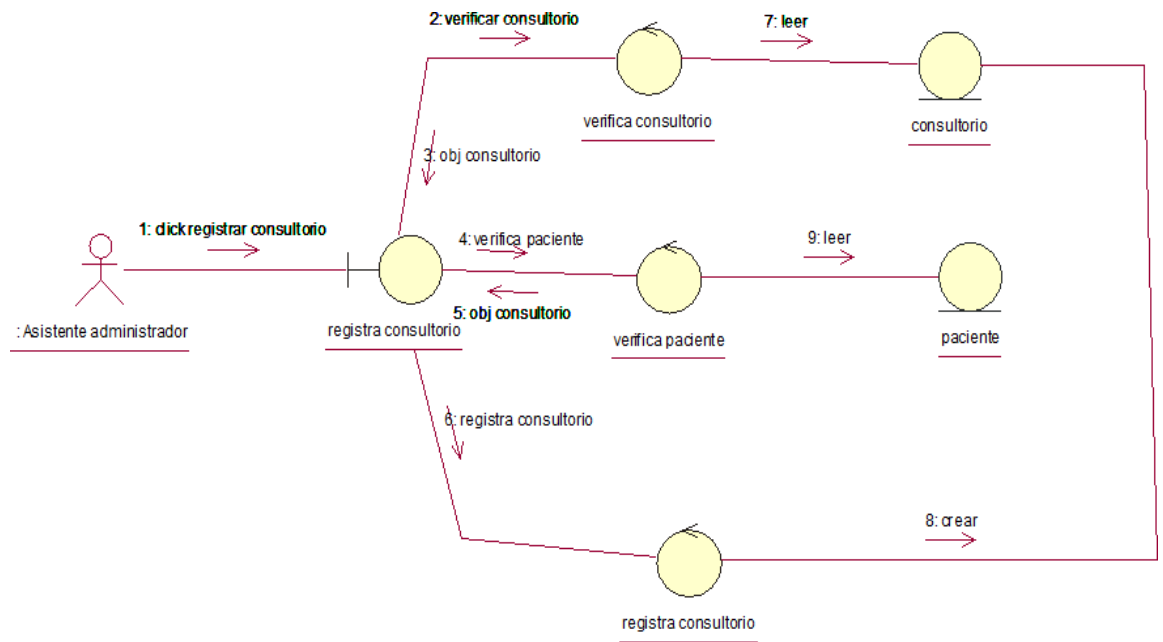 2: verificar consultorio
7: leer
verifica consultorio
consultorio
3: obj consultorio
1: click registrar consultorio
4: verifica paciente
9: leer
5: obj consultorio
: Asistente administrador
registra consultorio
verifica paciente
paciente
6: registra consultorio
8: crear
registra consultorio